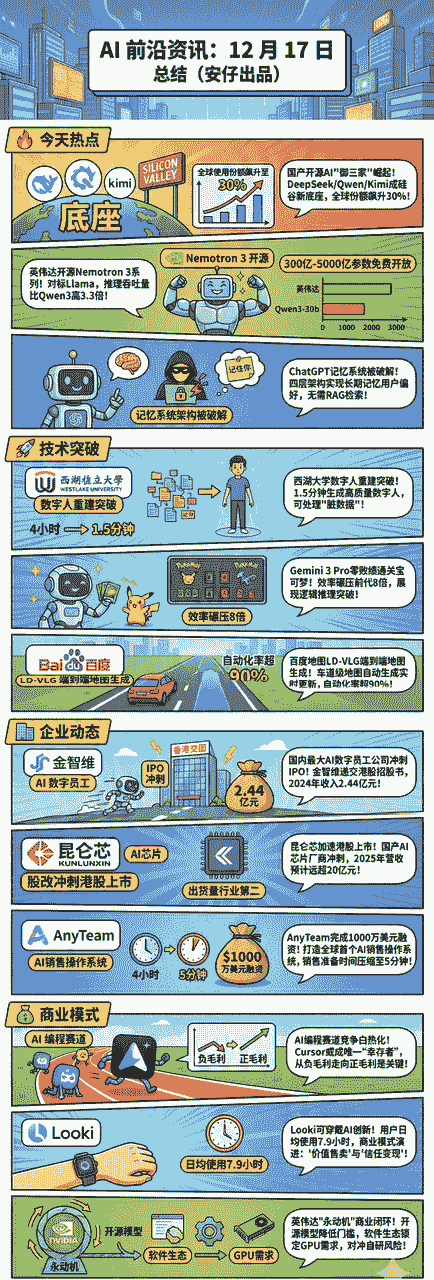 AI 前沿资讯：12 月 17 日
总结（安仔出品）
今天热点
kimi
SILICON
VALLEY
底座
全球使用份额飙升至
30%
国产开源AI"御三家"崛起！
DeepSeek/Qwen/Kimi成硅
谷新底座，全球份额飙升30%！
英伟达开源Nemotron 3系
列！对标Llama，推理吞吐量
比Qwen3高3.3倍！
Nemotron 3 开源
300亿-5000亿参数免费开放
英伟达
Qwen3-30b
0 1000 2000 3000
记住你
记忆系统架构被破解
ChatGPT记忆系统被破解！
四层架构实现长期记忆用户偏
好，无需RAG检索！
技术突破
西湖大学
WESTLAKE UNIVERSITY
数字人重建突破
4小时
1.5分钟
西湖大学数字人重建突破！
1.5分钟生成高质量数字人，
可处理"脏数据"！
效率碾压8倍
Gemini 3 Pro零败绩通关宝
可梦！效率碾压前代8倍，展
现逻辑推理突破！
Bai 百度
LD-VLG 端到端地图生成
自动化率超
90%
百度地图LD-VLG端到端地图
生成！车道级地图自动生成实
时更新，自动化率超90%！
企业动态
金智维
AI 数字员工
IPO
冲刺
香港交园
2.44
亿元
国内最大AI数字员工公司冲刺
IPO！金智维递交港股招股书，
2024年收入2.44亿元！
昆仑芯
KUNLUNXIN
AI芯片
股改冲刺港股上市
出货量行业第二
昆仑芯加速港股上市！国产AI
芯片厂商冲刺，2025年营收
预计远超20亿元！
AnyTeam
AI销售操作系统
4小时
5分钟
$1000
万美元融资
AnyTeam完成1000万美元融
资！打造全球首个AI销售操作系
统，销售准备时间压缩至5分钟！
商业模式
AI 编程赛道
负毛利
正毛利
AI编程赛道竞争白热化！
Cursor或成唯一"幸存者"，
从负毛利走向正毛利是关键！
Looki
日均使用7.9小时
Looki可穿戴AI创新！用户日
均使用7.9小时，商业模式演
进：'价值售卖'与'信任变现'！
NVIDIA
永动机
开源模型
软件生态
GPU需求
英伟达"永动机"商业闭环！开
源模型降低门槛，软件生态锁
定GPU需求，对冲自研风险！